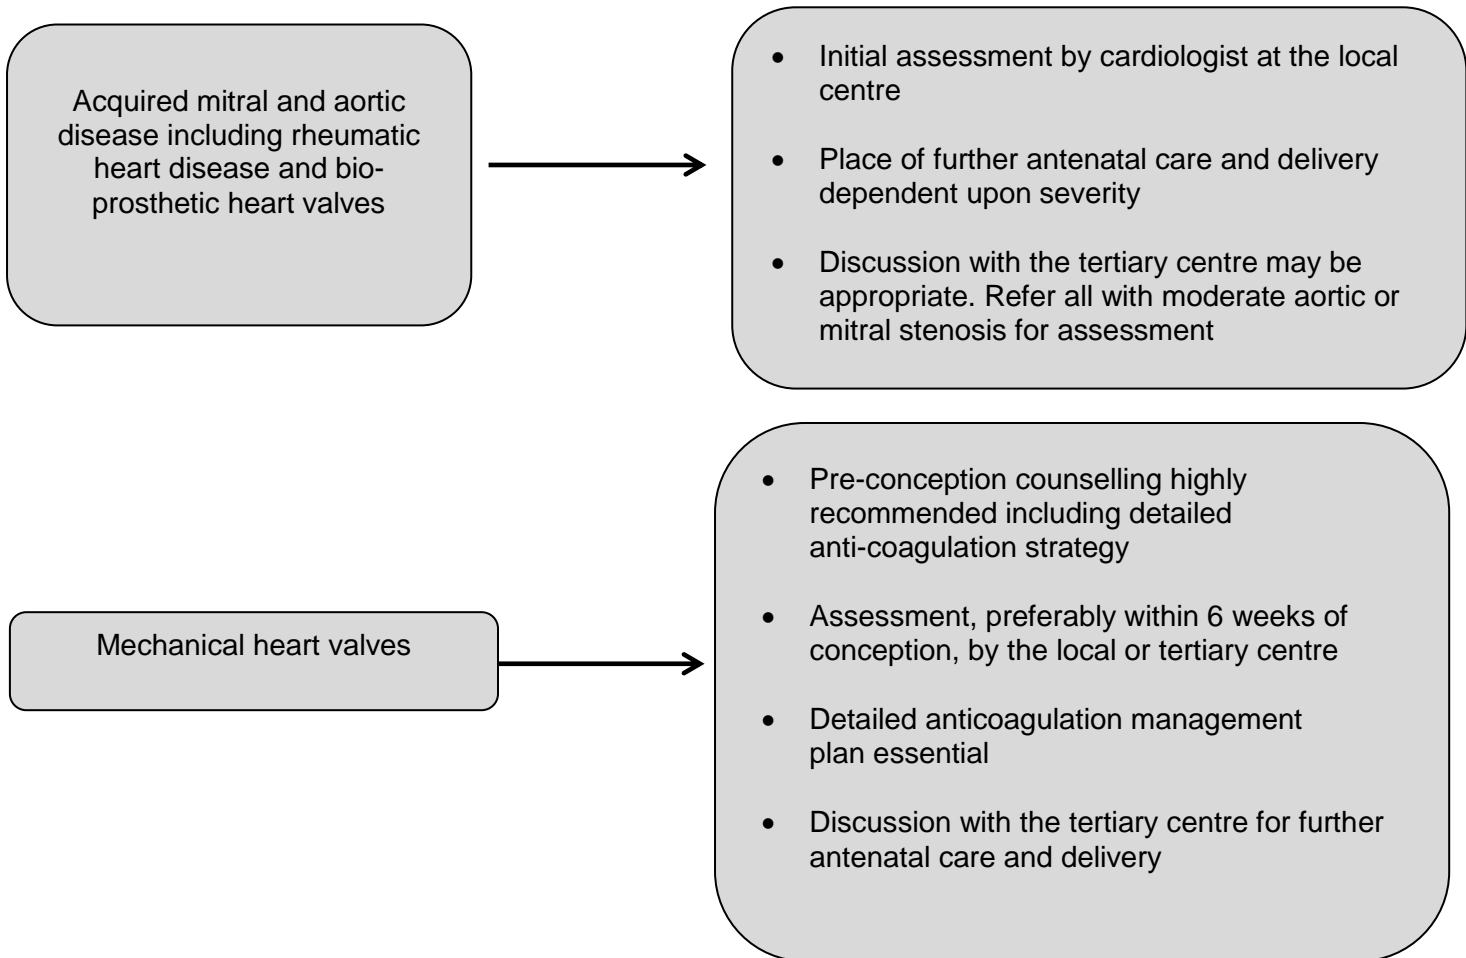 Acquired mitral and aortic
disease including rheumatic
heart disease and bio-
prosthetic heart valves
• Initial assessment by cardiologist at the local
centre
• Place of further antenatal care and delivery
dependent upon severity
• Discussion with the tertiary centre may be
appropriate. Refer all with moderate aortic or
mitral stenosis for assessment
Mechanical heart valves
• Pre-conception counselling highly
recommended including detailed
anti-coagulation strategy
• Assessment, preferably within 6 weeks of
conception, by the local or tertiary centre
• Detailed anticoagulation management
plan essential
• Discussion with the tertiary centre for further
antenatal care and delivery